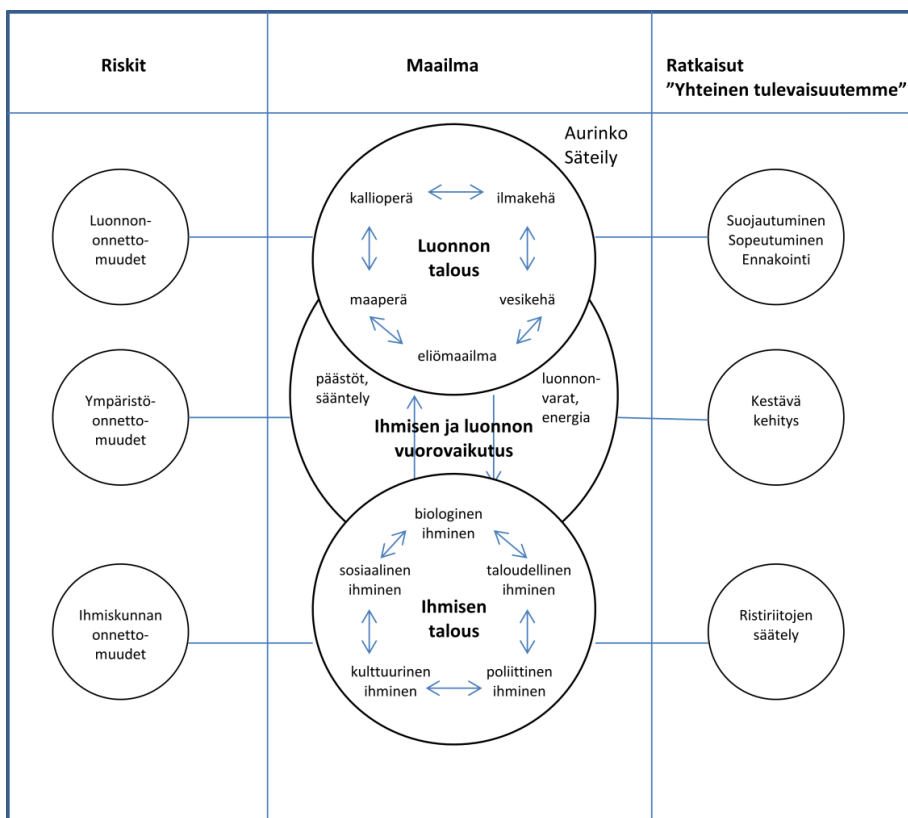 Riskit
Maailma
Ratkaisut
”Yhteinen tulevaisuutemme”
Aurinko
Säteily
Luonnon-
onnetto-
muudet
kallioperä
ilmakehä
Luonnon
talous
maaperä
vesikehä
eliömaailma
Suojautuminen
Sopeutuminen
Ennakointi
Ympäristö-
onnetto-
muudet
päästöt,
sääntely
luonnon-
varat,
energia
Ihmisen ja luonnon
vuorovaikutus
Kestävä
kehitys
Ihmiskunnan
onnetto-
muudet
biologinen
ihminen
sosiaalinen
ihminen
taloudellinen
ihminen
Ihmisen
talous
kulttuurinen
ihminen
poliittinen
ihminen
Ristiriitojen
säätely